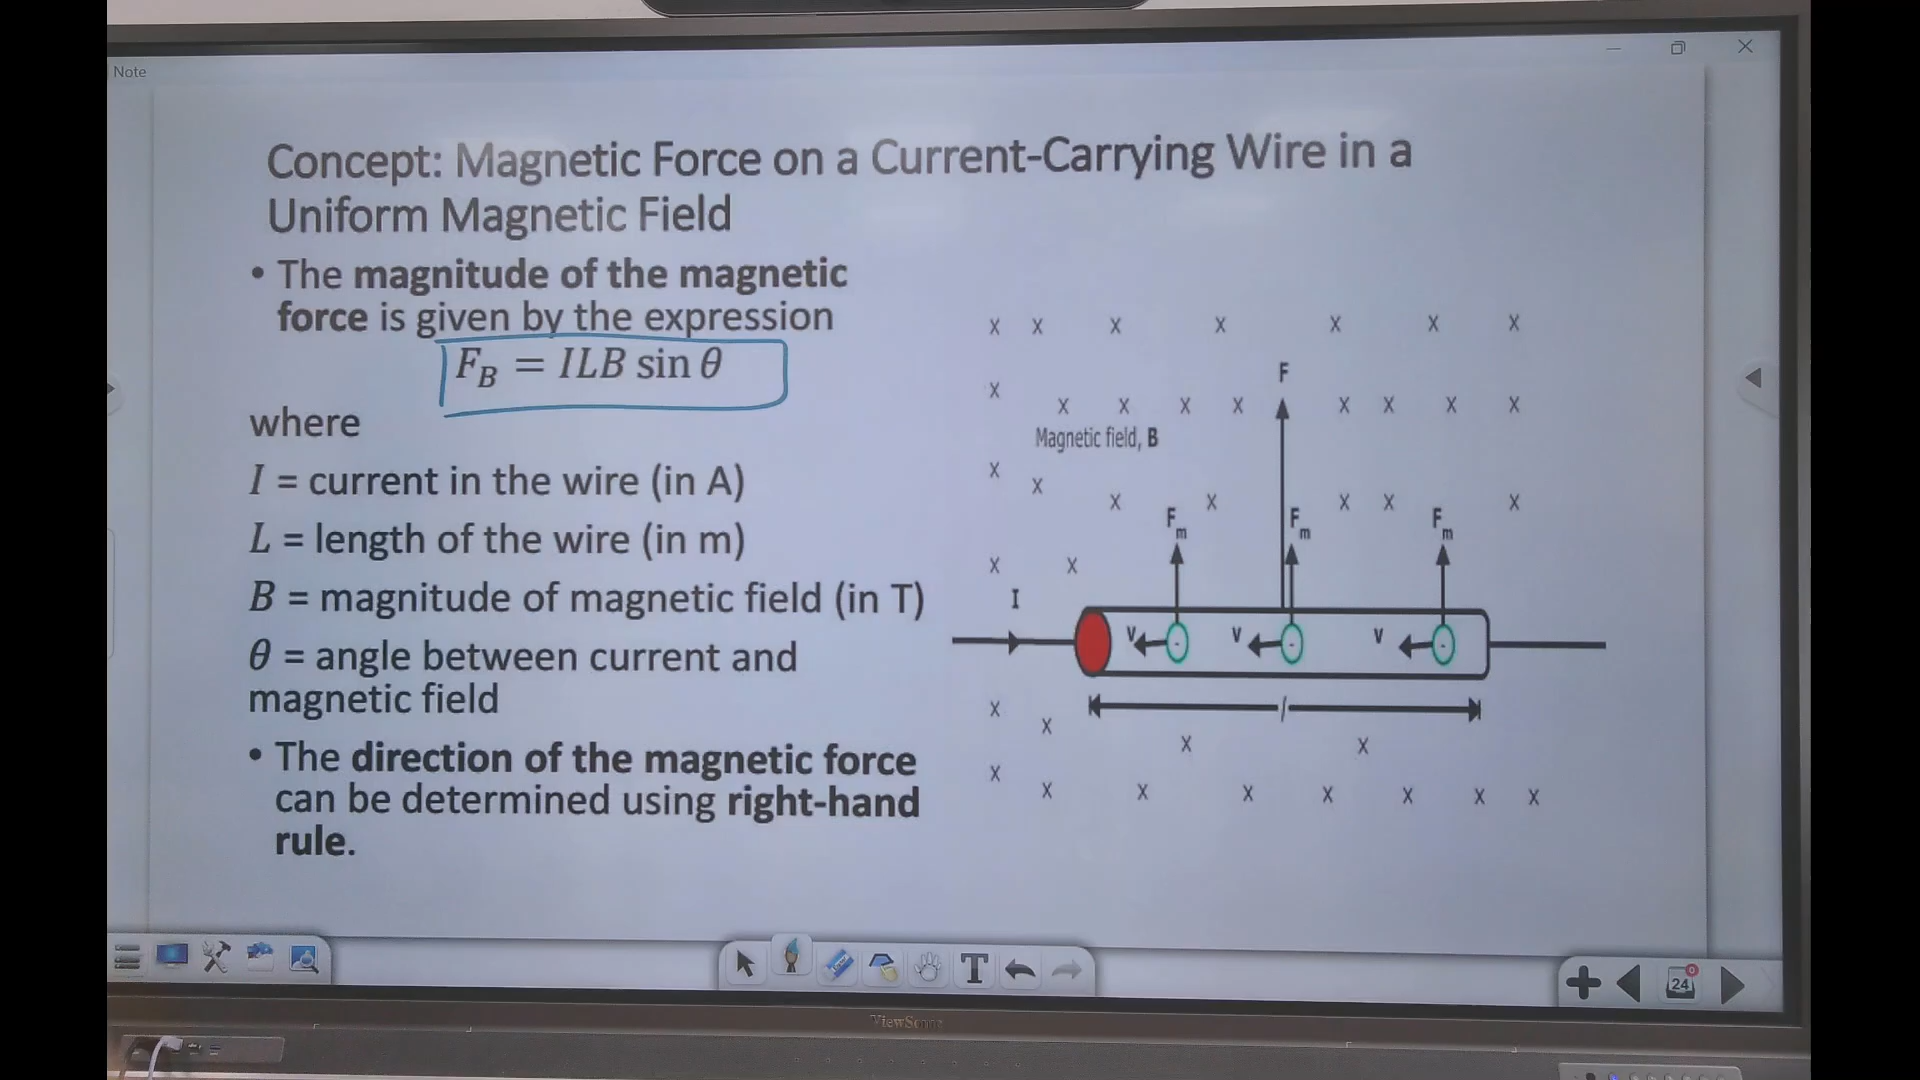 Note
Concept: Magnetic Force on a Current-Carrying Wire in a
Uniform Magnetic Field
• The magnitude of the magnetic
force is given by the expression
F_B = ILB sin θ
where
I = current in the wire (in A)
L = length of the wire (in m)
B = magnitude of magnetic field (in T)
θ = angle between current and
magnetic field
• The direction of the magnetic force
can be determined using right-hand
rule.
X X X X X X X
F
X X X X X X X X X
Magnetic field, B
X X X X X X X
F_m F_m F_m
X X
I
V V V
- - -
l
X X X X
X X X X X X X X
T
24
0
ViewSonic